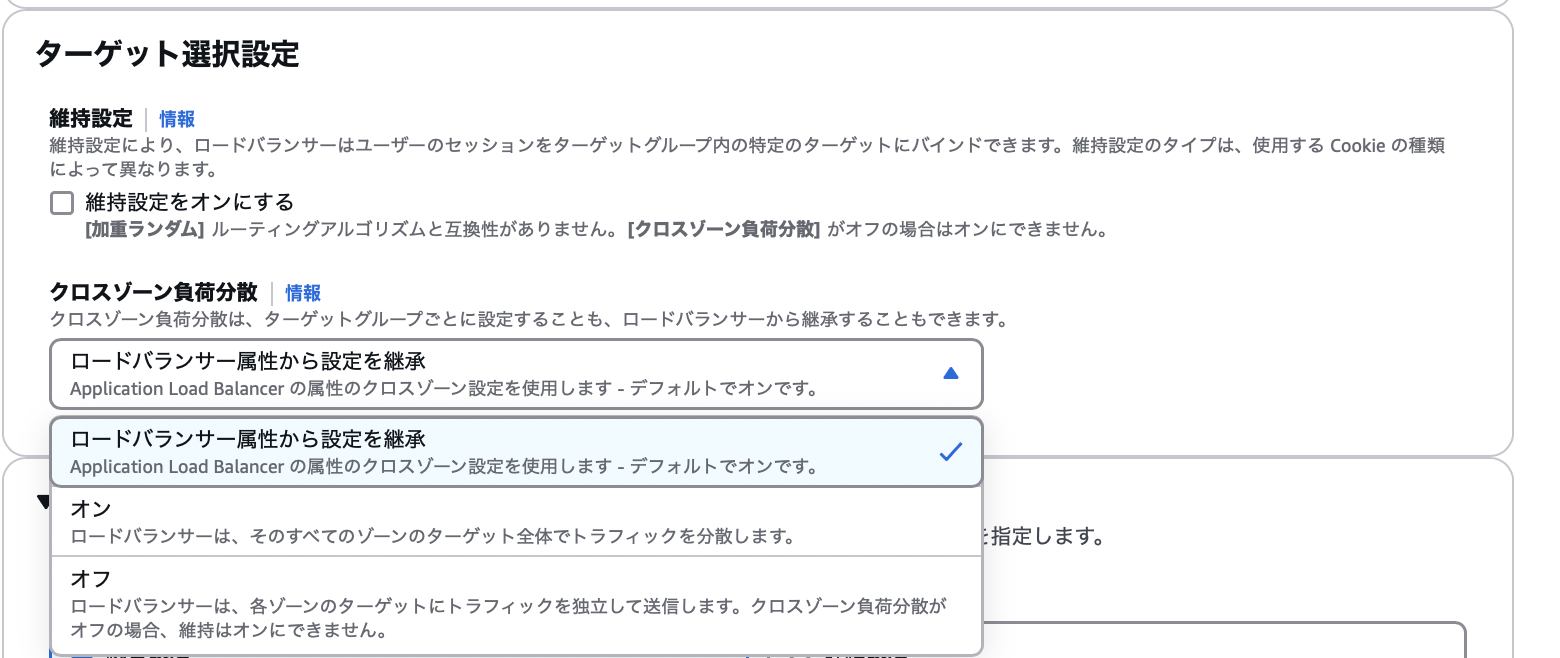 ターゲット選択設定
維持設定 | 情報
維持設定により、ロードバランサーはユーザーのセッションをターゲットグループ内の特定のターゲットにバインドできます。維持設定のタイプは、使用する Cookie の種類
によって異なります。
維持設定をオンにする
[加重ランダム] ルーティングアルゴリズムと互換性がありません。[クロスゾーン負荷分散] がオフの場合はオンにできません。
クロスゾーン負荷分散 | 情報
クロスゾーン負荷分散は、ターゲットグループごとに設定することも、ロードバランサーから継承することもできます。
ロードバランサー属性から設定を継承
Application Load Balancer の属性のクロスゾーン設定を使用します - デフォルトでオンです。
ロードバランサー属性から設定を継承
Application Load Balancer の属性のクロスゾーン設定を使用します - デフォルトでオンです。
オン
ロードバランサーは、そのすべてのゾーンのターゲット全体でトラフィックを分散します。
を指定します。
オフ
ロードバランサーは、各ゾーンのターゲットにトラフィックを独立して送信します。クロスゾーン負荷分散が
オフの場合、維持はオンにできません。